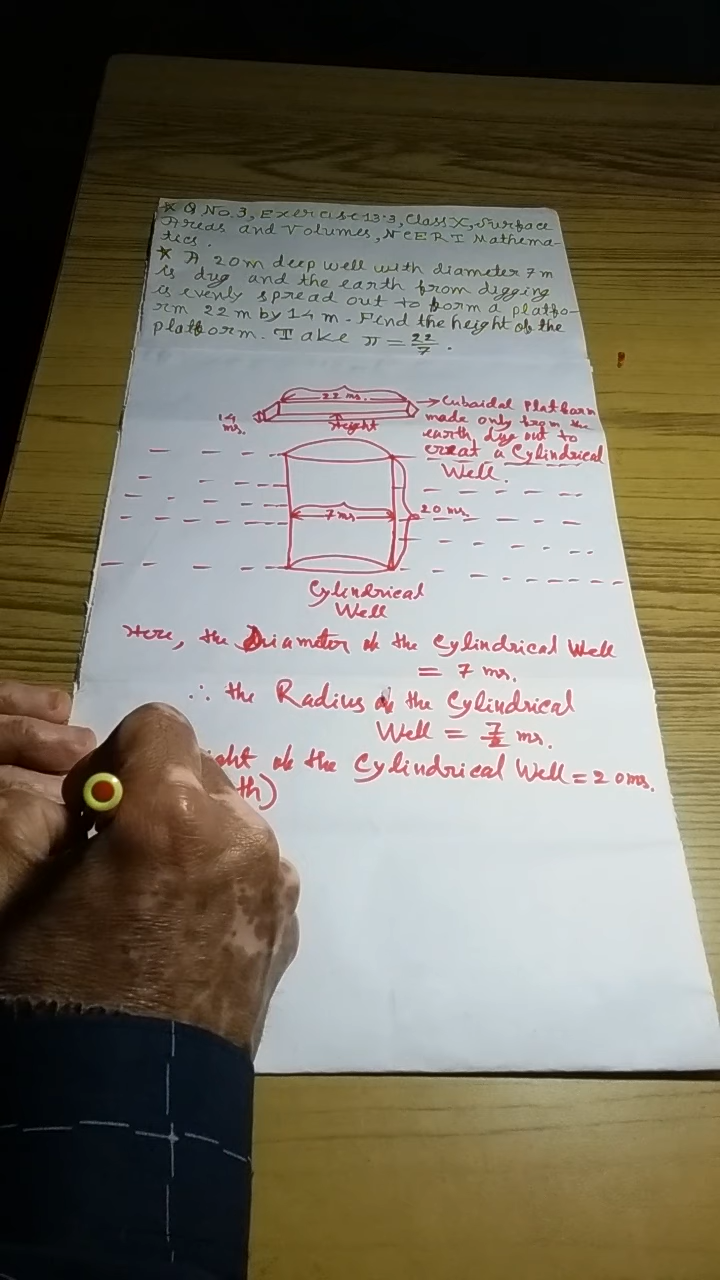 * Q No. 3, Exercise 13.3, Class X, Surface
Areas and Volumes, NCERT Mathema-
tics.
* A 20m deep well with diameter 7m
is dug and the earth from digging
is evenly spread out to form a platfo-
rm 22 m by 14 m. Find the height of the
platform. Take π = 22/7.
22 ms.
14 ms.
Height
→ Cuboidal Platform
made only from the
earth dug out to
creat a Cylindrical
Well.
7 ms
20 ms.
Cylindrical
Well
Here, the Diameter of the Cylindrical Well
= 7 ms.
∴ the Radius of the Cylindrical
Well = 7/2 ms.
ight of the Cylindrical Well = 20 ms.
th)